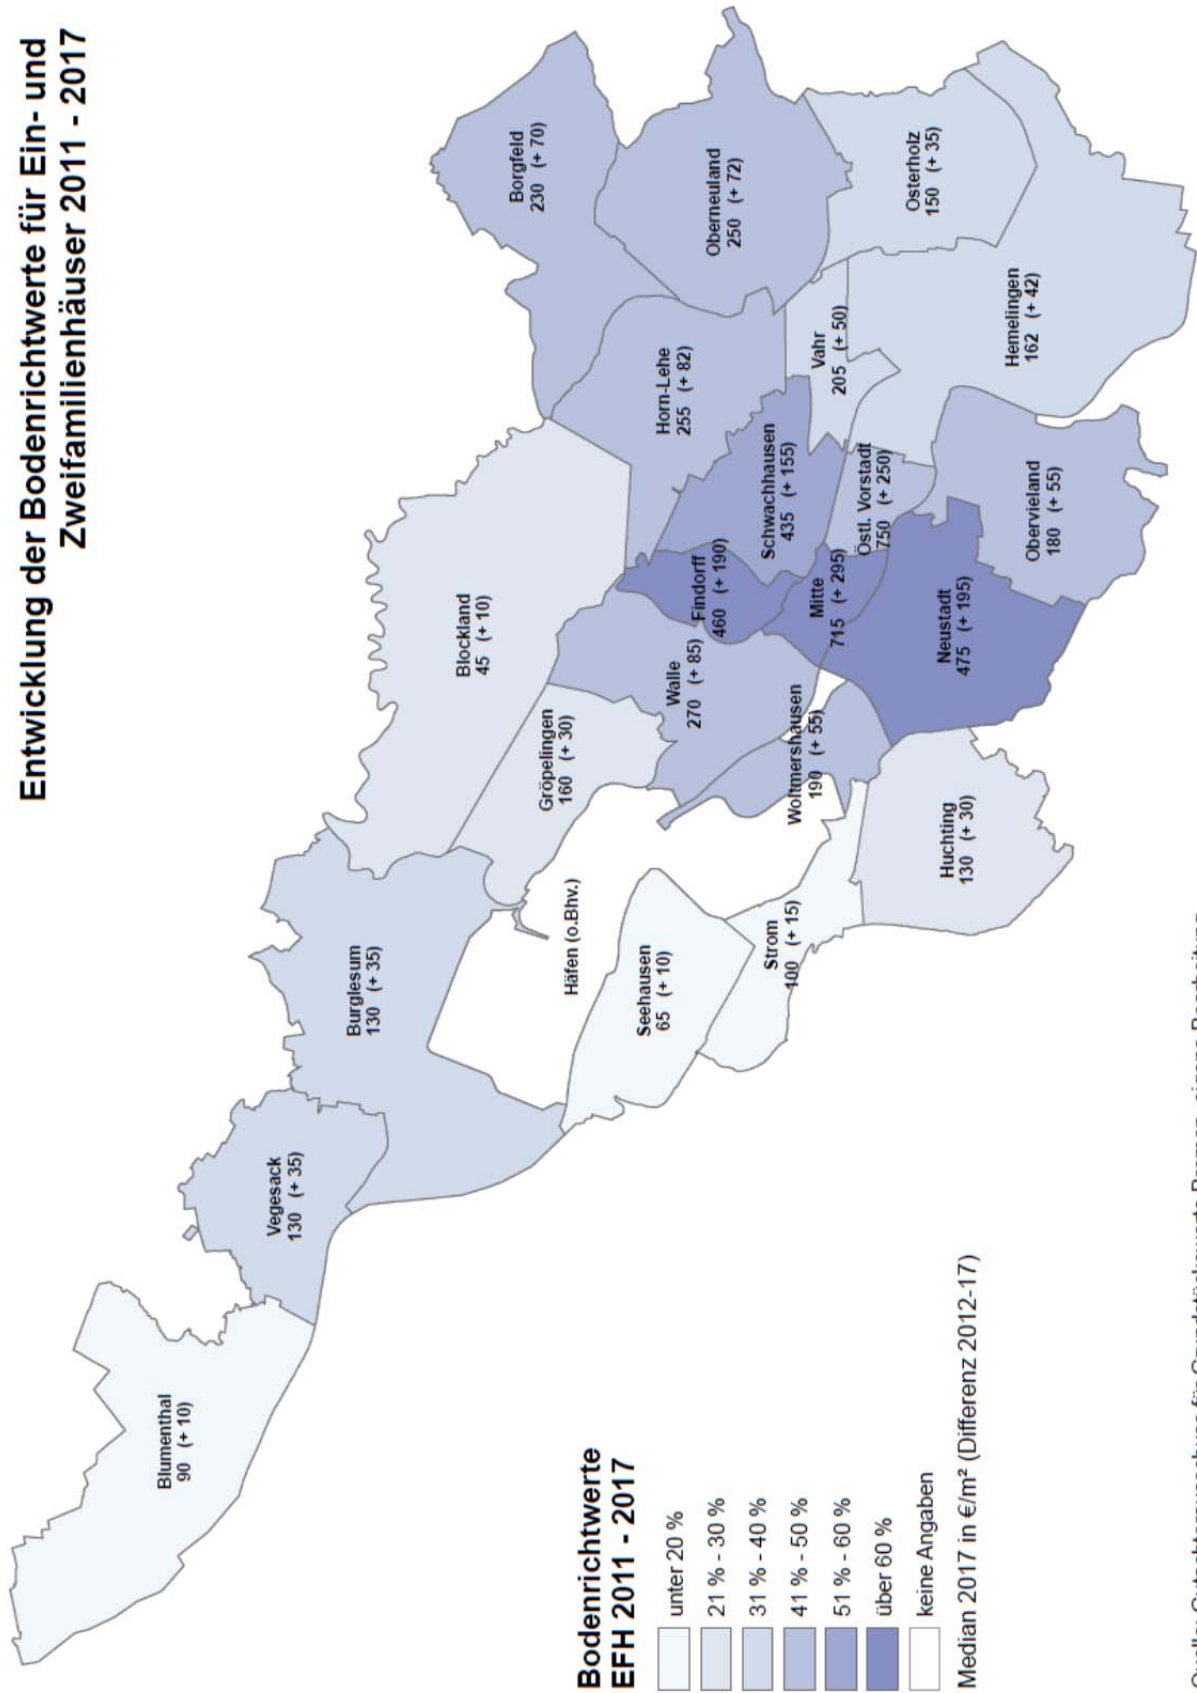 Entwicklung der Bodenrichtwerte für Ein- und
Zweifamilienhäuser 2011 - 2017
Blumenthal
90 (+ 10)
Vegesack
130 (+ 35)
Burglesum
130 (+ 35)
Blockland
45 (+ 10)
Gröpelingen
160 (+ 30)
Häfen (o.Bhv.)
Seehausen
65 (+ 10)
Strom
100 (+ 15)
Walle
270 (+ 85)
Findorff
460 (+ 190)
Woltmershausen
190 (+ 55)
Huchting
130 (+ 30)
Neustadt
475 (+ 195)
Mitte
715 (+ 295)
Östl. Vorstadt
750 (+ 250)
Schwachhausen
435 (+ 155)
Horn-Lehe
255 (+ 82)
Borgfeld
230 (+ 70)
Oberneuland
250 (+ 72)
Vahr
205 (+ 50)
Osterholz
150 (+ 35)
Hemelingen
162 (+ 42)
Obervieland
180 (+ 55)
Bodenrichtwerte
EFH 2011 - 2017
unter 20 %
21 % - 30 %
31 % - 40 %
41 % - 50 %
51 % - 60 %
über 60 %
keine Angaben
Median 2017 in €/m² (Differenz 2012-17)